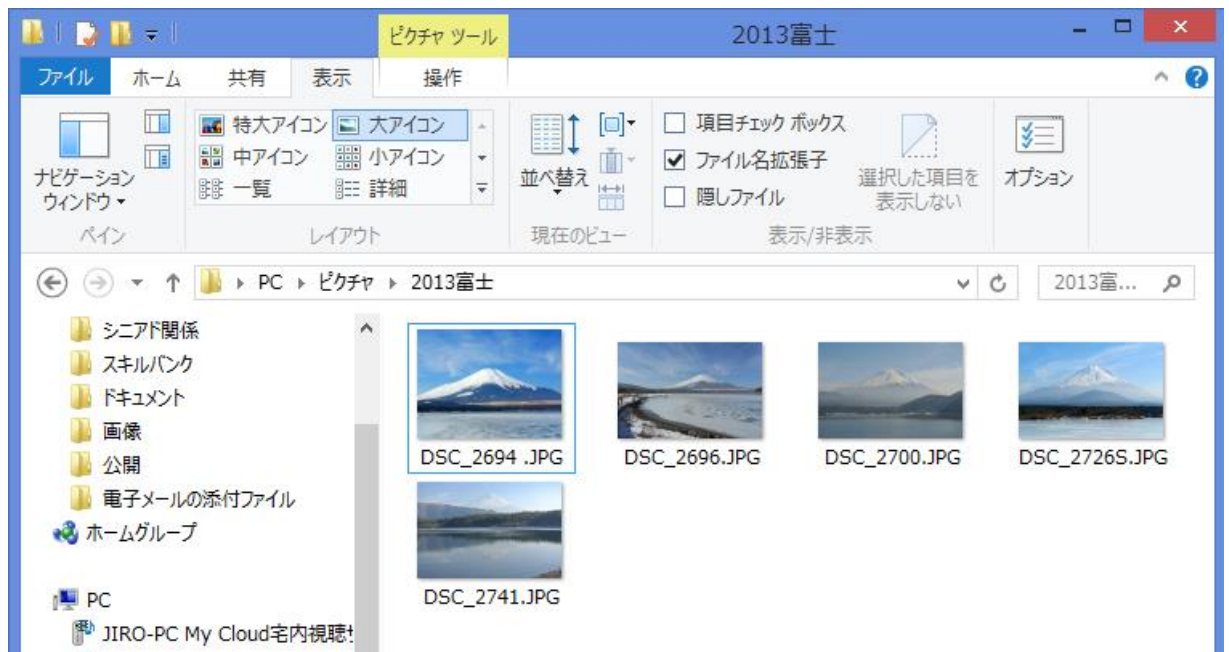 ピクチャ ツール
2013富士
ファイル ホーム 共有 表示 操作
特大アイコン 大アイコン
中アイコン 小アイコン
一覧 詳細
ナビゲーション
ウィンドウ
並べ替え
項目チェック ボックス
ファイル名拡張子
隠しファイル
選択した項目を
表示しない
オプション
ペイン レイアウト 現在のビュー 表示/非表示
PC ピクチャ 2013富士
2013富...
シニアド関係
スキルバンク
ドキュメント
画像
公開
電子メールの添付ファイル
ホームグループ
PC
JIRO-PC My Cloud宅内視聴
DSC_2694 .JPG DSC_2696.JPG DSC_2700.JPG DSC_2726S.JPG
DSC_2741.JPG